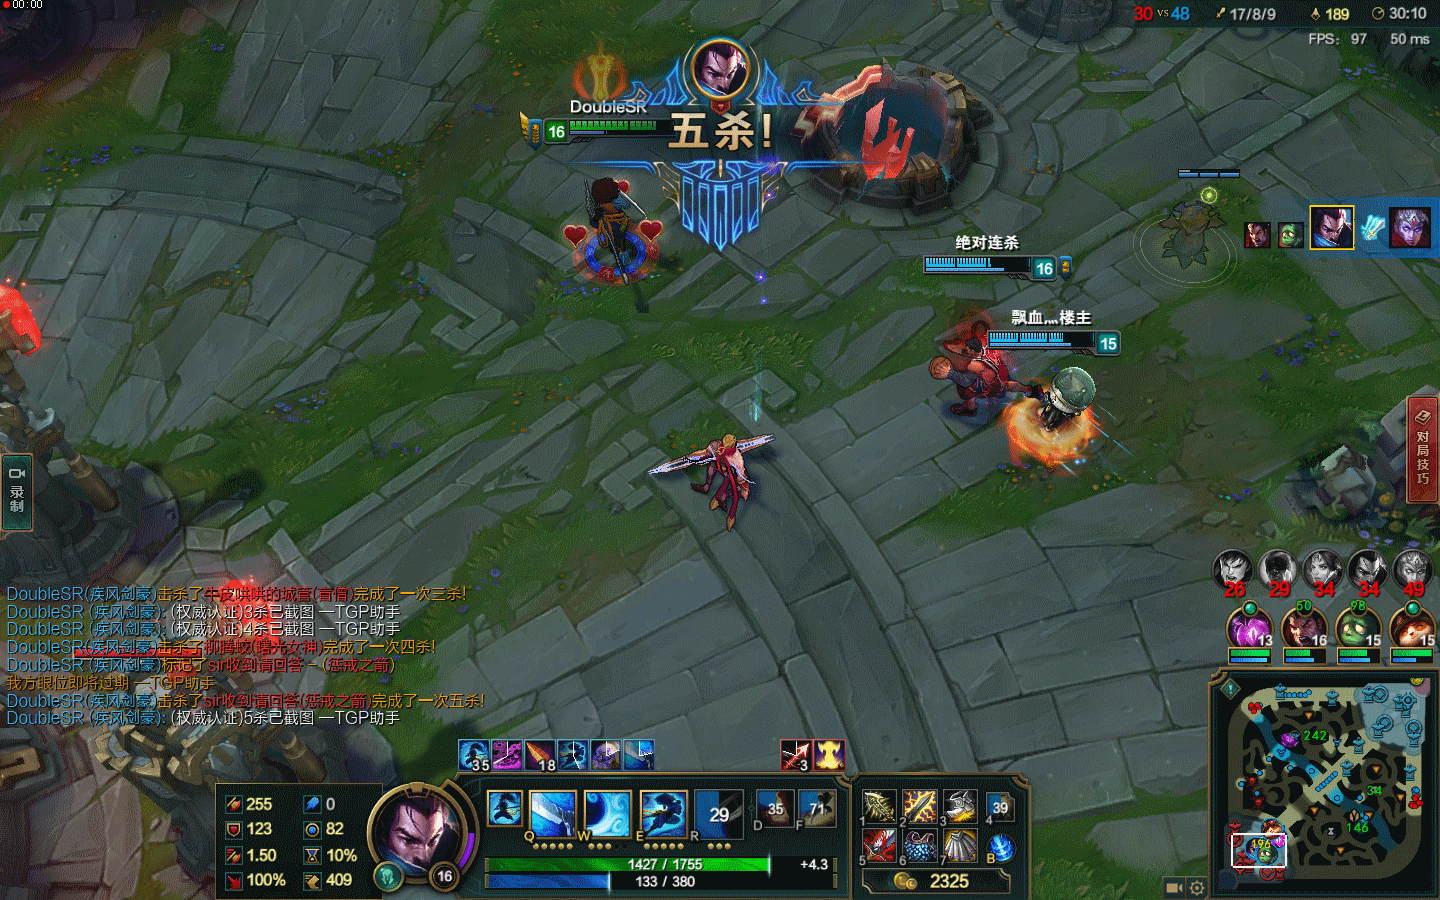 00:00
30 vs 48 17/8/9 189 30:10
FPS: 97 50 ms
DoubleSR
16
五杀!
绝对连杀
16
飘血灬楼主
15
对局技巧
录制
26 29 34 34 49
50 98
13 16 15 15
DoubleSR(疾风剑豪)击杀了牛皮哄哄的城管(盲僧)完成了一次三杀!
DoubleSR (疾风剑豪): (权威认证)3杀已截图 —TGP助手
DoubleSR (疾风剑豪): (权威认证)4杀已截图 —TGP助手
DoubleSR(疾风剑豪)击杀了柳腾蛟(曙光女神)完成了一次四杀!
DoubleSR(疾风剑豪)标记了sir收到请回答 - (惩戒之箭)
我方眼位即将过期 —TGP助手
DoubleSR(疾风剑豪)击杀了sir收到请回答(惩戒之箭)完成了一次五杀!
DoubleSR (疾风剑豪): (权威认证)5杀已截图 —TGP助手
242
34
146
196
35 18 3
255 0
123 82
1.50 10%
100% 409
16
Q W E R 29 D 35 F 71
1427 / 1755 +4.3
133 / 380
1 2 3 4 39
5 6 7 B
2325